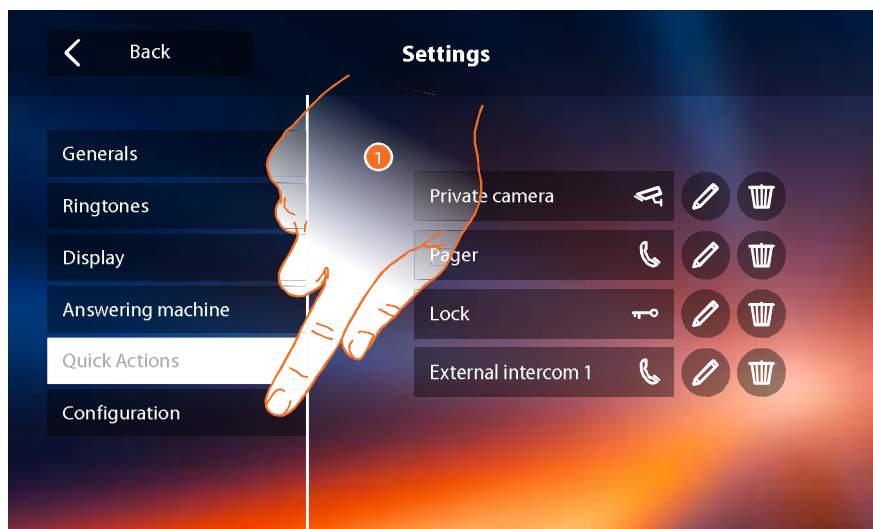 Back
Settings
Generals
Ringtones
Display
Answering machine
Quick Actions
Configuration
1
Private camera
Pager
Lock
External intercom 1